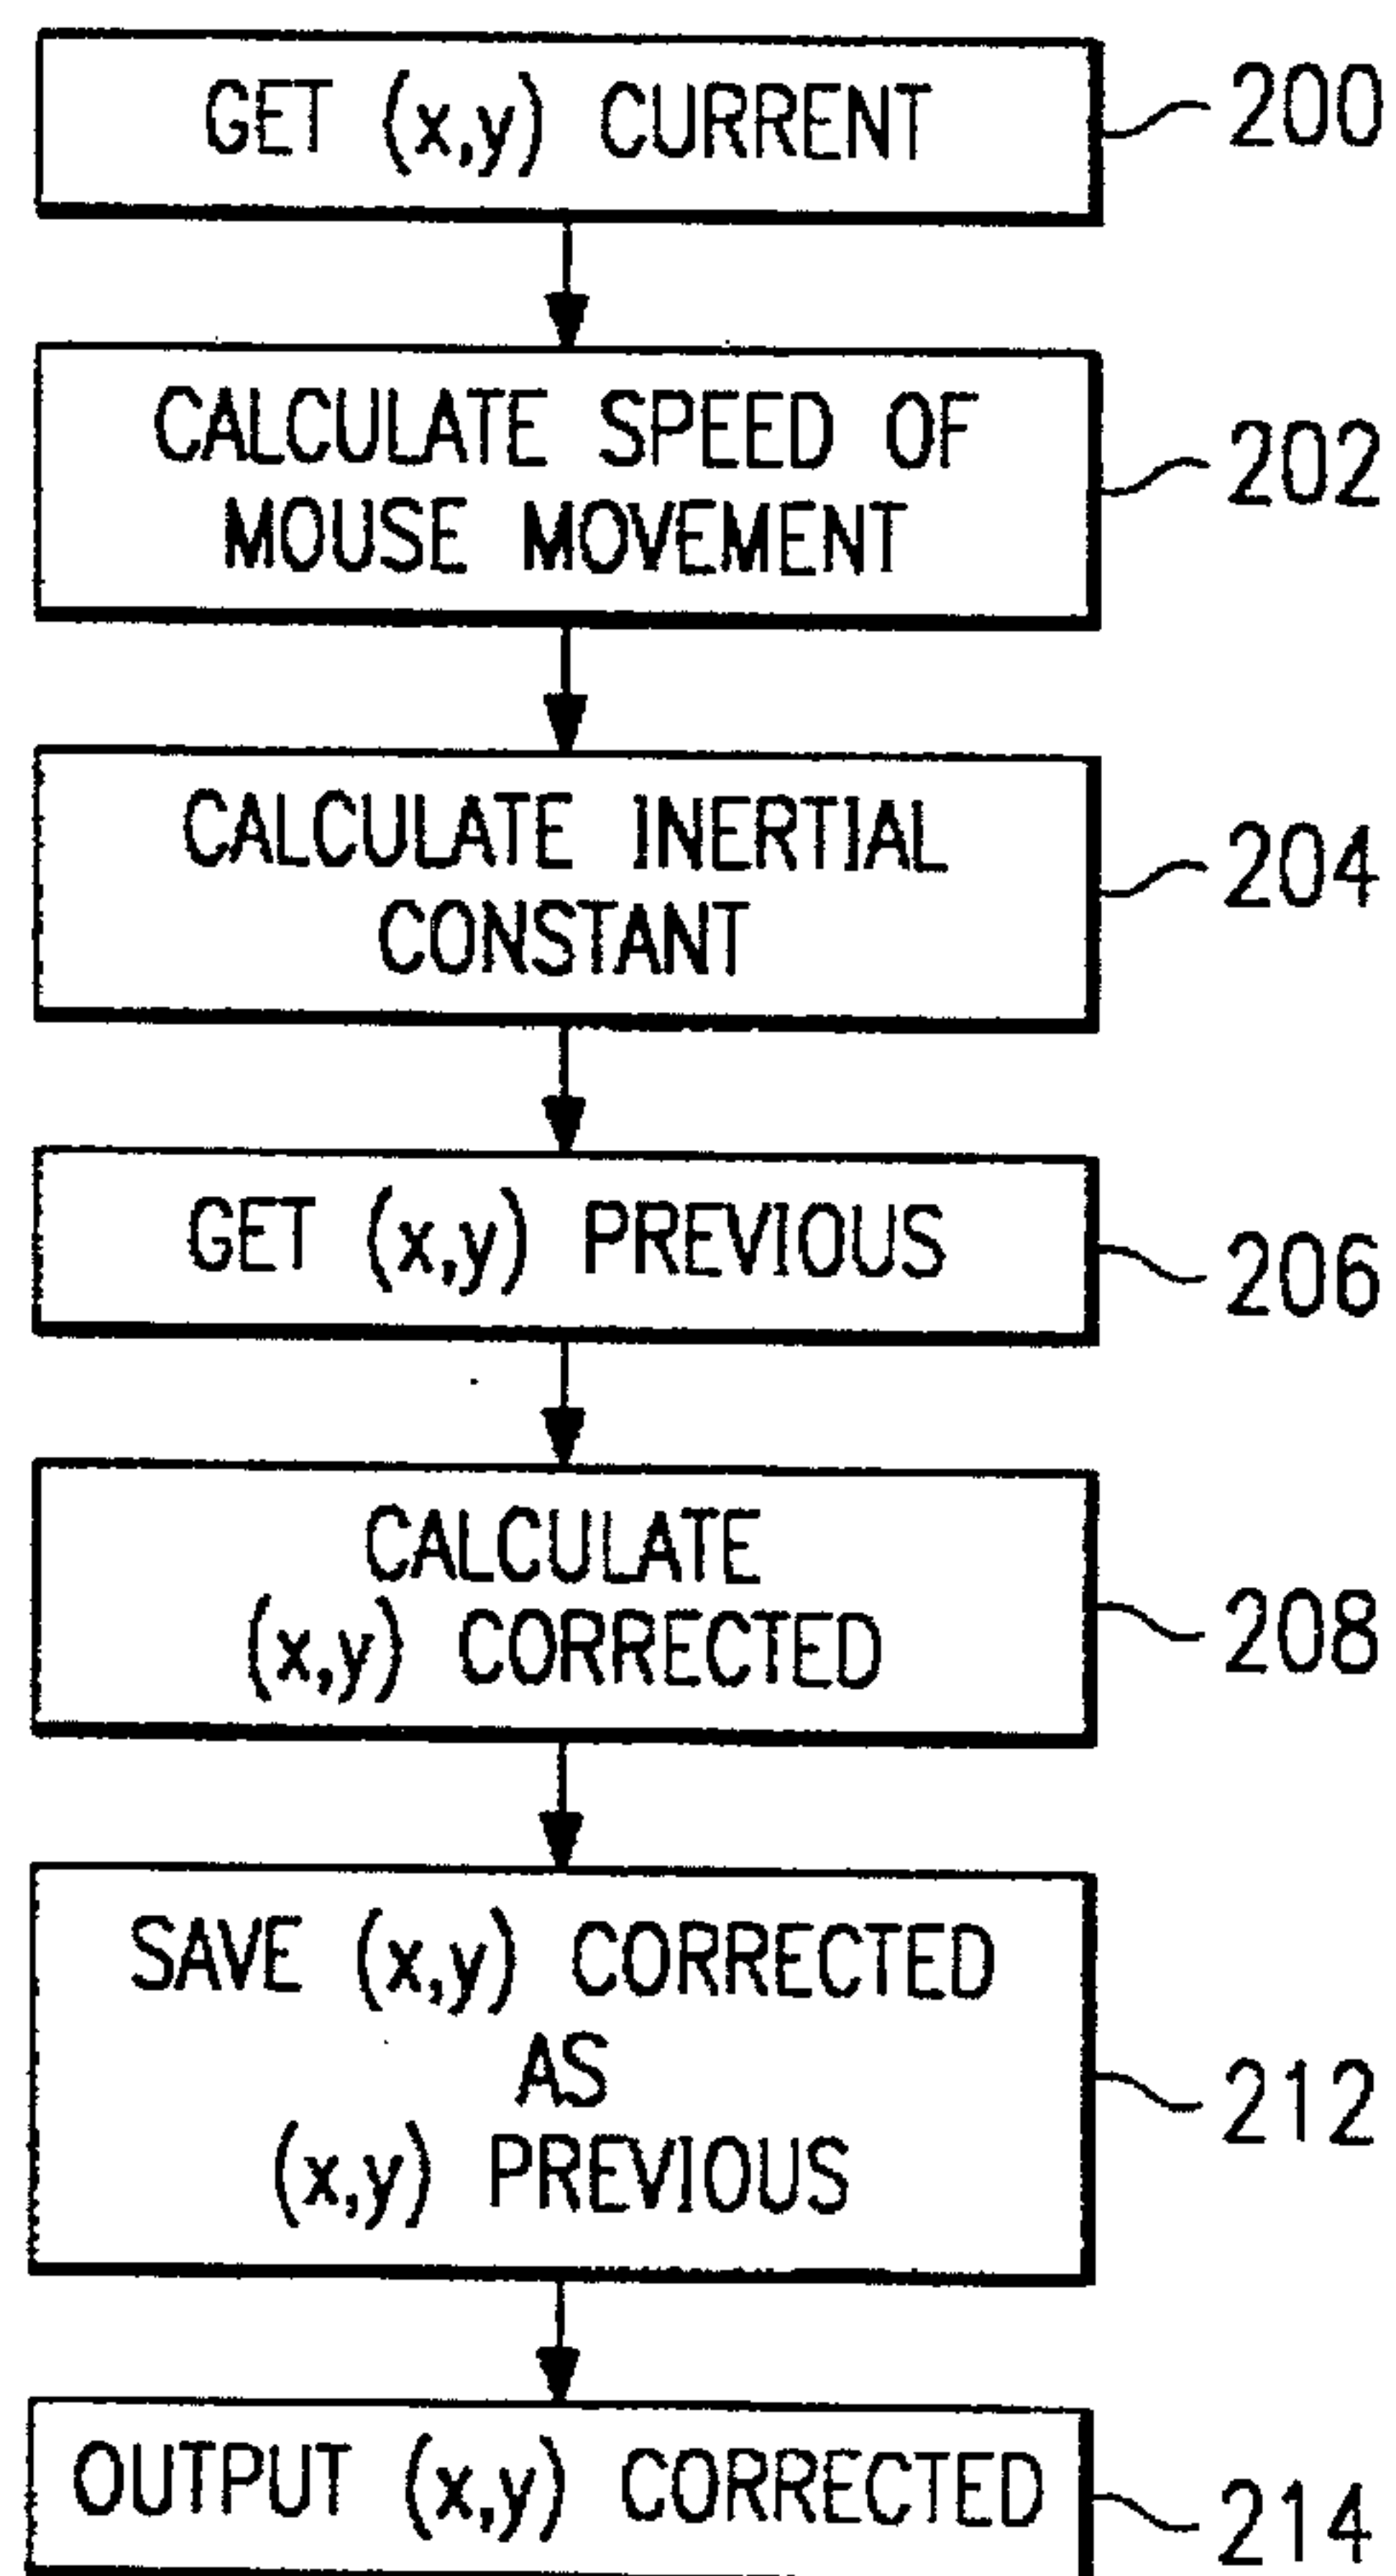 GET (x,y) CURRENT
200
CALCULATE SPEED OF
MOUSE MOVEMENT
202
CALCULATE INERTIAL
CONSTANT
204
GET (x,y) PREVIOUS
206
CALCULATE
(x,y) CORRECTED
208
SAVE (x,y) CORRECTED
AS
(x,y) PREVIOUS
212
OUTPUT (x,y) CORRECTED
214